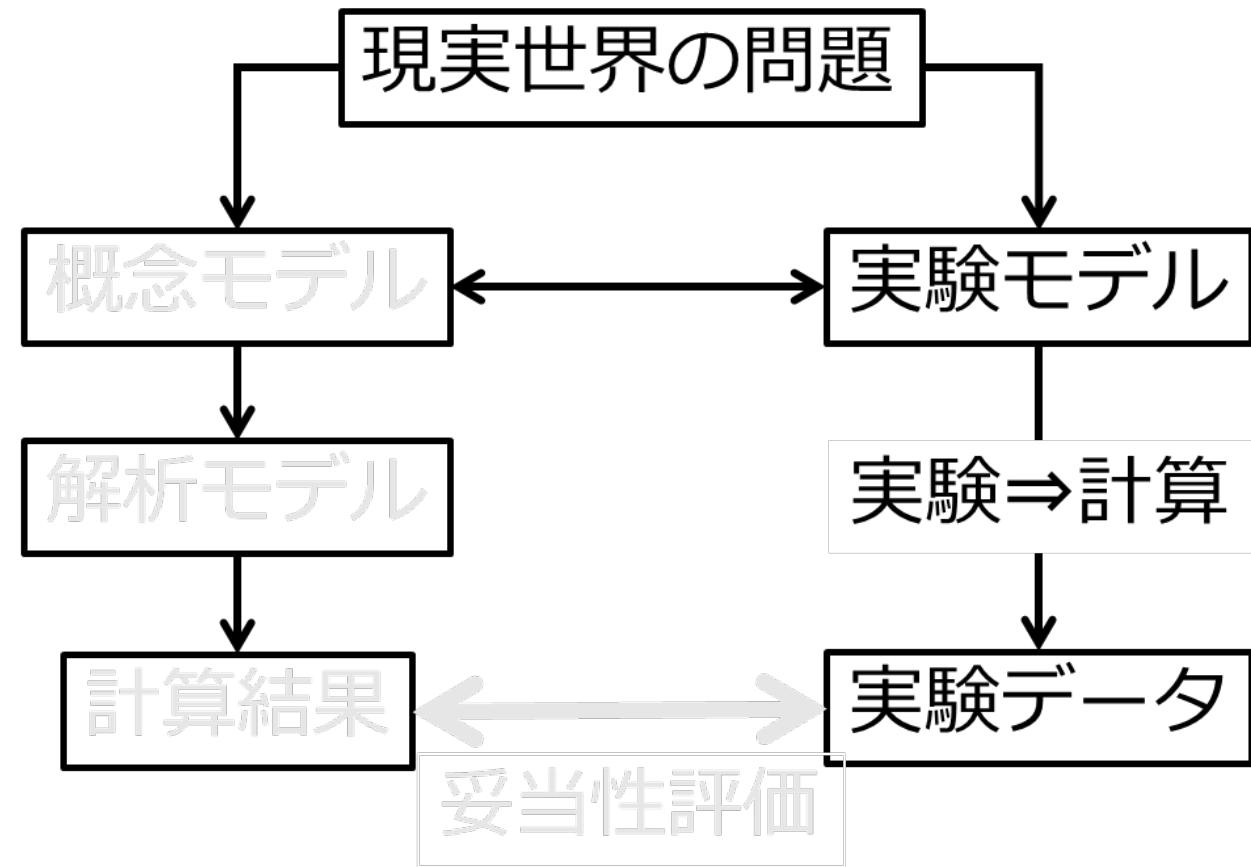 現実世界の問題
概念モデル
実験モデル
解析モデル
実験⇒計算
計算結果
実験データ
妥当性評価